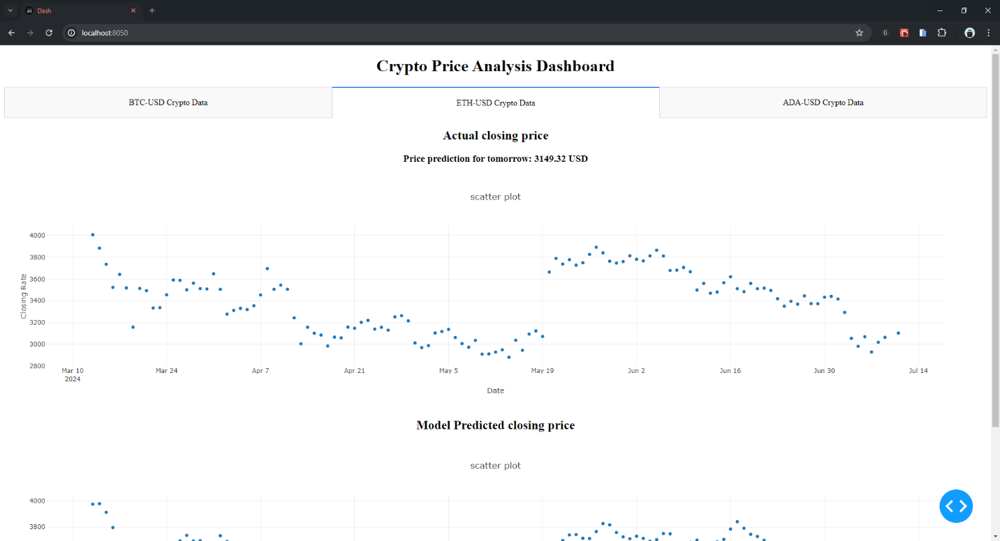 Dash
localhost:8050
Crypto Price Analysis Dashboard
BTC-USD Crypto Data
ETH-USD Crypto Data
ADA-USD Crypto Data
Actual closing price
Price prediction for tomorrow: 3149.32 USD
scatter plot
4000
3800
3600
3400
3200
3000
2800
Closing Rate
Mar 10
2024
Mar 24
Apr 7
Apr 21
May 5
May 19
Jun 2
Jun 16
Jun 30
Jul 14
Date
Model Predicted closing price
scatter plot
4000
3800